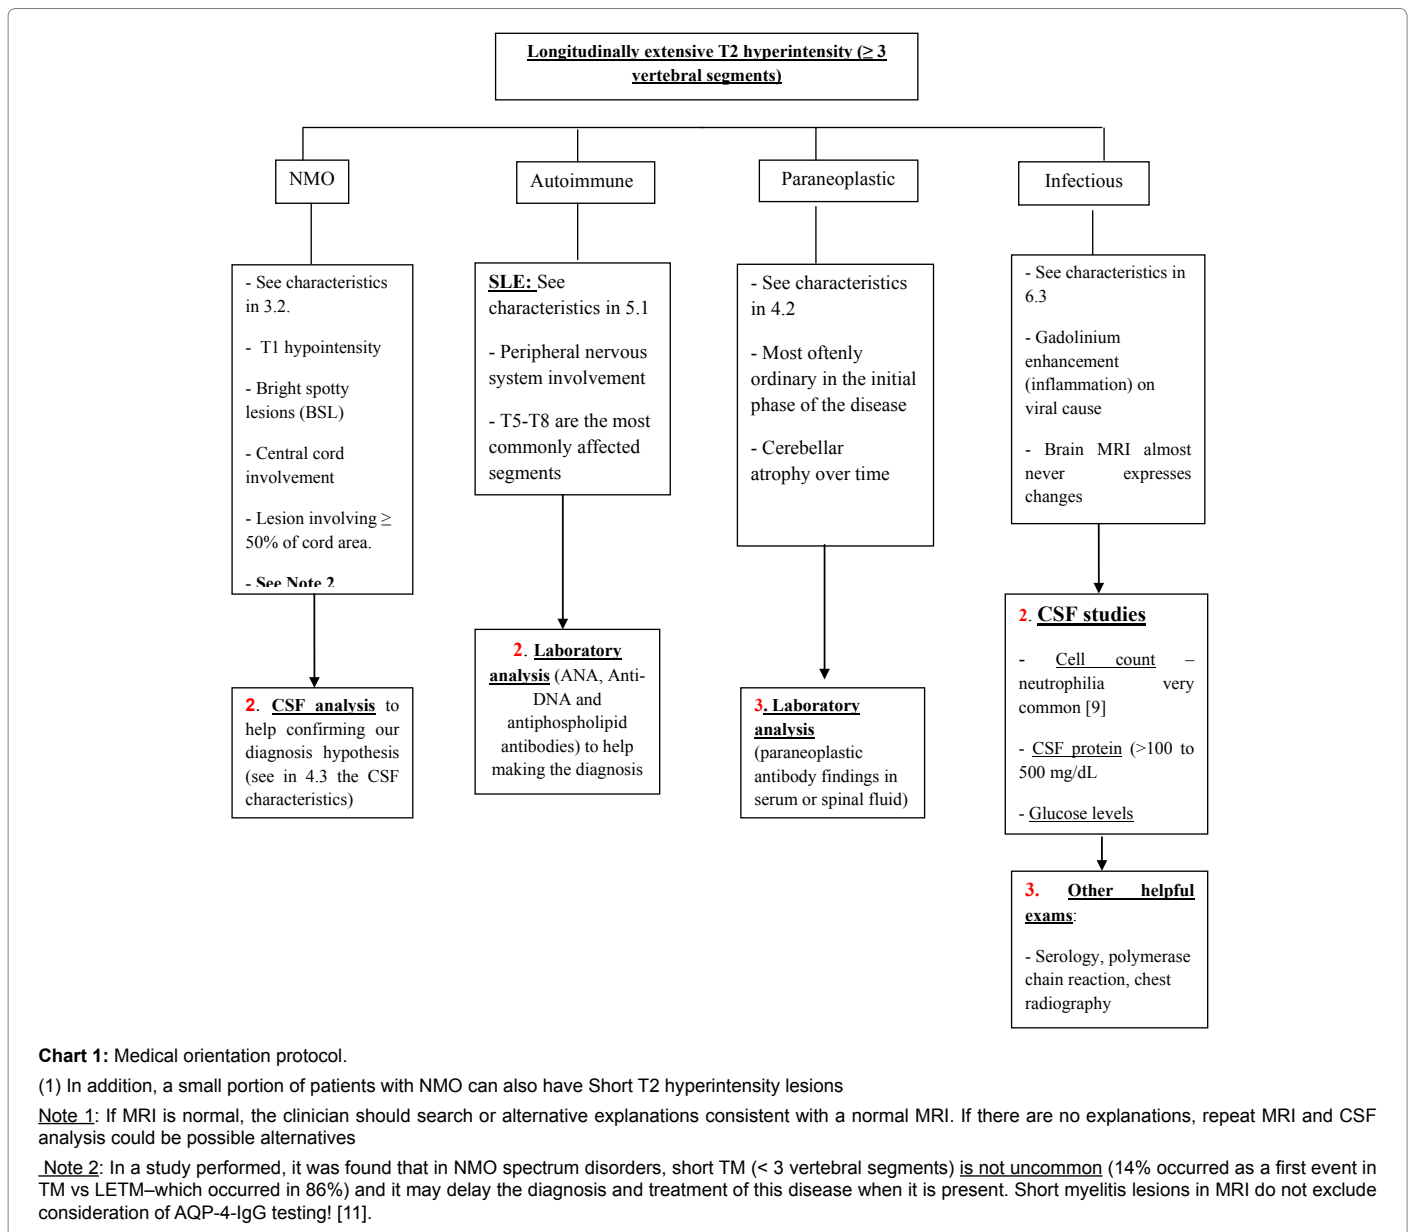 Longitudinally extensive T2 hyperintensity (≥ 3
vertebral segments)
NMO
Autoimmune
Paraneoplastic
Infectious
- See characteristics
in 3.2.
- T1 hypointensity
- Bright spotty
lesions (BSL)
- Central cord
involvement
- Lesion involving ≥
50% of cord area.
- See Note 2
SLE: See
characteristics in 5.1
- Peripheral nervous
system involvement
- T5-T8 are the most
commonly affected
segments
- See characteristics
in 4.2
- Most oftenly
ordinary in the initial
phase of the disease
- Cerebellar
atrophy over time
- See characteristics in
6.3
- Gadolinium
enhancement
(inflammation) on
viral cause
- Brain MRI almost
never expresses
changes
2. CSF analysis to
help confirming our
diagnosis hypothesis
(see in 4.3 the CSF
characteristics)
2. Laboratory
analysis (ANA, Anti-
DNA and
antiphospholipid
antibodies) to help
making the diagnosis
3. Laboratory
analysis
(paraneoplastic
antibody findings in
serum or spinal fluid)
2. CSF studies
- Cell count –
neutrophilia very
common [9]
- CSF protein (>100 to
500 mg/dL
- Glucose levels
3. Other helpful
exams:
- Serology, polymerase
chain reaction, chest
radiography
Chart 1: Medical orientation protocol.
(1) In addition, a small portion of patients with NMO can also have Short T2 hyperintensity lesions
Note 1: If MRI is normal, the clinician should search or alternative explanations consistent with a normal MRI. If there are no explanations, repeat MRI and CSF
analysis could be possible alternatives
Note 2: In a study performed, it was found that in NMO spectrum disorders, short TM (< 3 vertebral segments) is not uncommon (14% occurred as a first event in
TM vs LETM–which occurred in 86%) and it may delay the diagnosis and treatment of this disease when it is present. Short myelitis lesions in MRI do not exclude
consideration of AQP-4-IgG testing! [11].